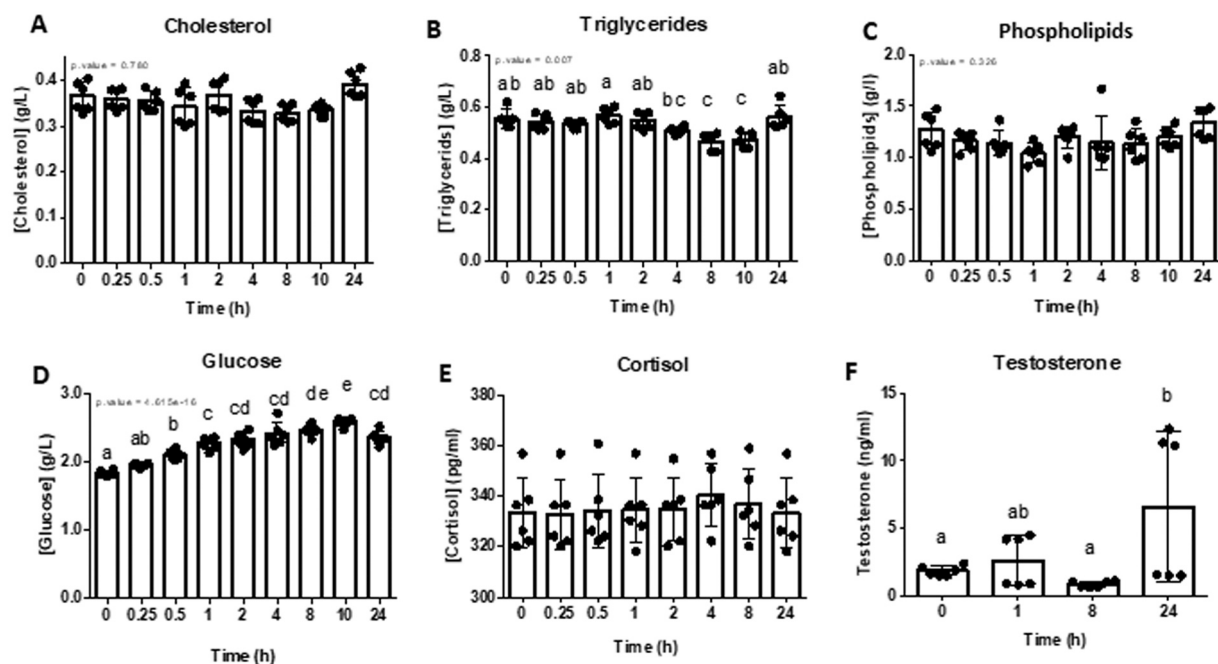 A
Cholesterol
p.value = 0.780
[Cholesterol] (g/L)
0.4
0.3
0.3
0.1
0.0
0 0.25 0.5 1 2 4 8 10 24
Time (h)
B
Triglycerides
p.value = 0.007
ab ab ab a ab bc c c ab
[Triglycerids] (g/L)
0.8
0.6
0.4
0.2
0.0
0 0.25 0.5 1 2 4 8 10 24
Time (h)
C
Phospholipids
p.value = 0.326
[Phospholipids] (g/l)
2.0
1.5
1.0
0.5
0.0
0 0.25 0.5 1 2 4 8 10 24
Time (h)
D
Glucose
p.value = 4.615e-16
a ab b c cd cd de e cd
[Glucose] (g/L)
3.0
2.0
1.0
0.0
0 0.25 0.5 1 2 4 8 10 24
Time (h)
E
Cortisol
[Cortisol] (pg/ml)
380
360
340
320
300
0 0.25 0.5 1 2 4 8 24
Time (h)
F
Testosterone
a ab a b
Testosterone (ng/ml)
15
10
5
0
0 1 8 24
Time (h)